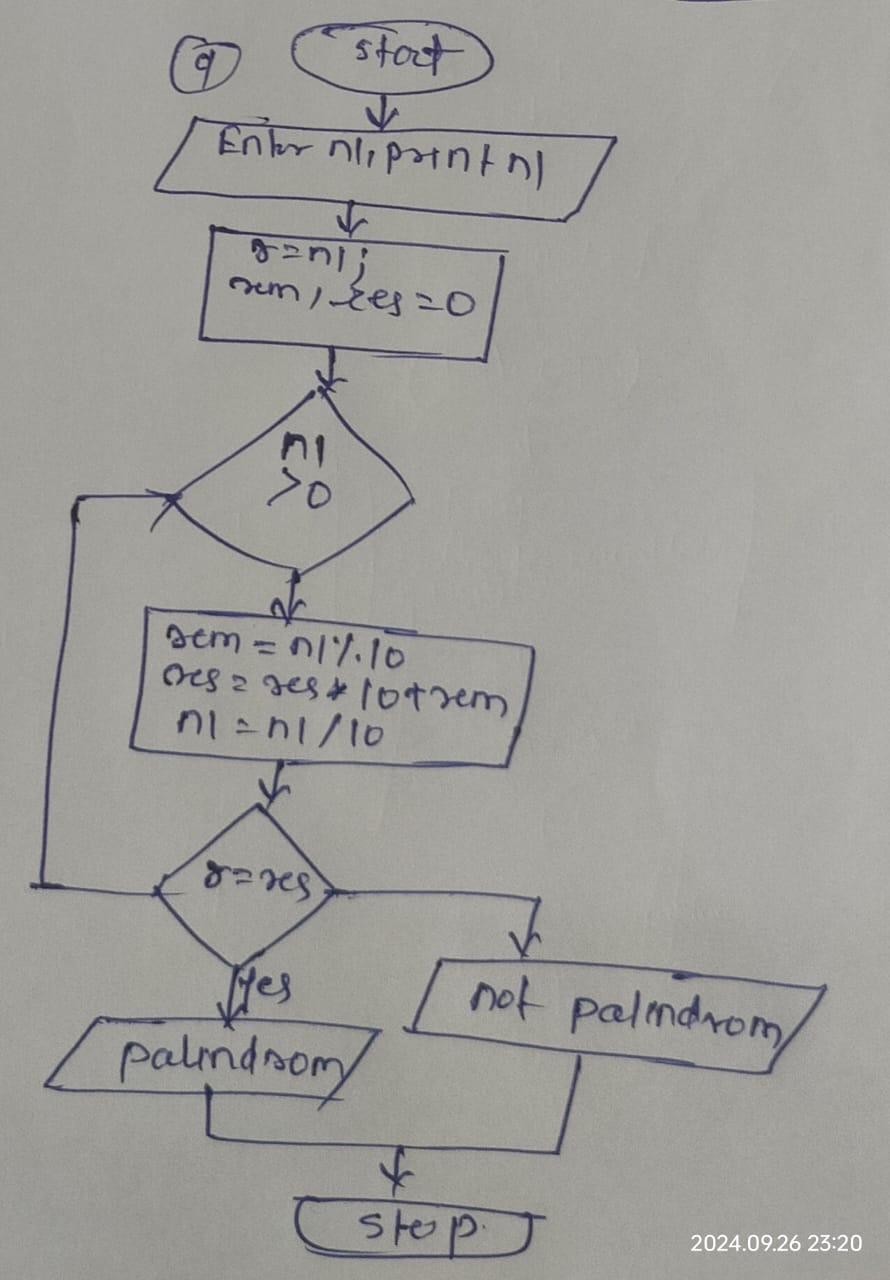 9
start
Enter n1, print n1
r=n1;
rem, res=0
n1
>0
rem = n1%10
res = res * 10+rem
n1 = n1/10
r=res
yes
not palindrom
palindrom
stop.
2024.09.26 23:20